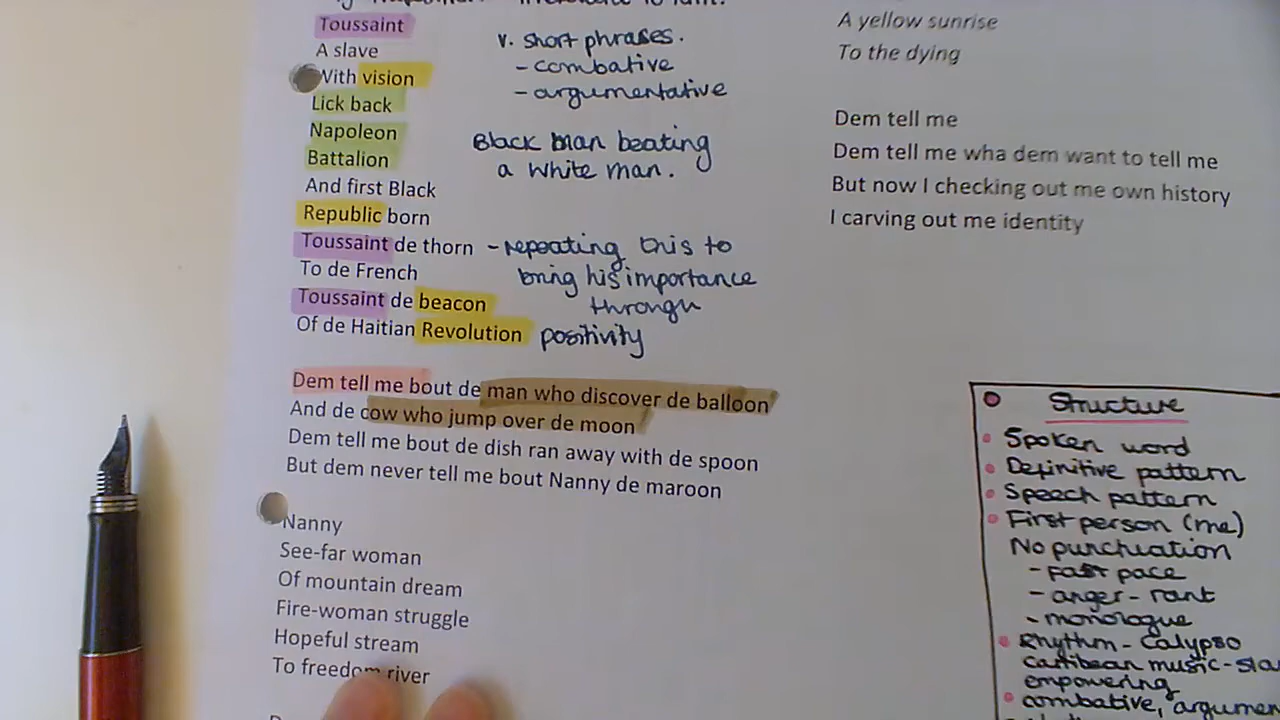 Toussaint
A slave
With vision
Lick back
Napoleon
Battalion
And first Black
Republic born
Toussaint de thorn
To de French
Toussaint de beacon
Of de Haitian Revolution
v. short phrases.
- combative
- argumentative
Black man beating
a white man.
- repeating this to
bring his importance
through
positivity
Dem tell me bout de man who discover de balloon
And de cow who jump over de moon
Dem tell me bout de dish ran away with de spoon
But dem never tell me bout Nanny de maroon
Nanny
See-far woman
Of mountain dream
Fire-woman struggle
Hopeful stream
To freedom river
A yellow sunrise
To the dying
Dem tell me
Dem tell me wha dem want to tell me
But now I checking out me own history
I carving out me identity
Structure
Spoken word
Definitive pattern
Speech pattern
First person (me)
No punctuation
- fast pace
- anger - rant
- monologue
Rhythm - Calypso
music -
empowering
combative,